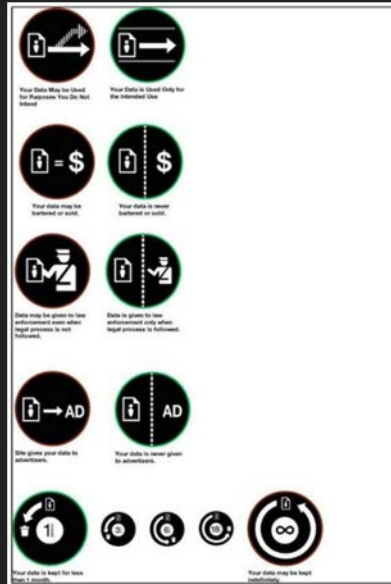 Your Data May be Used
for Purposes You Do Not
Intend
Your Data is Used Only for
the Intended Use
= $
$
Your data may be
bartered or sold.
Your data is never
bartered or sold.
Data may be given to law
enforcement even when
legal process is not
followed.
Data is given to law
enforcement only when
legal process is followed.
AD
AD
Site gives your data to
advertisers.
Your data is never given
to advertisers.
1
3
6
18
∞
Your data is kept for less
than 1 month.
Your data may be kept
indefinitely.